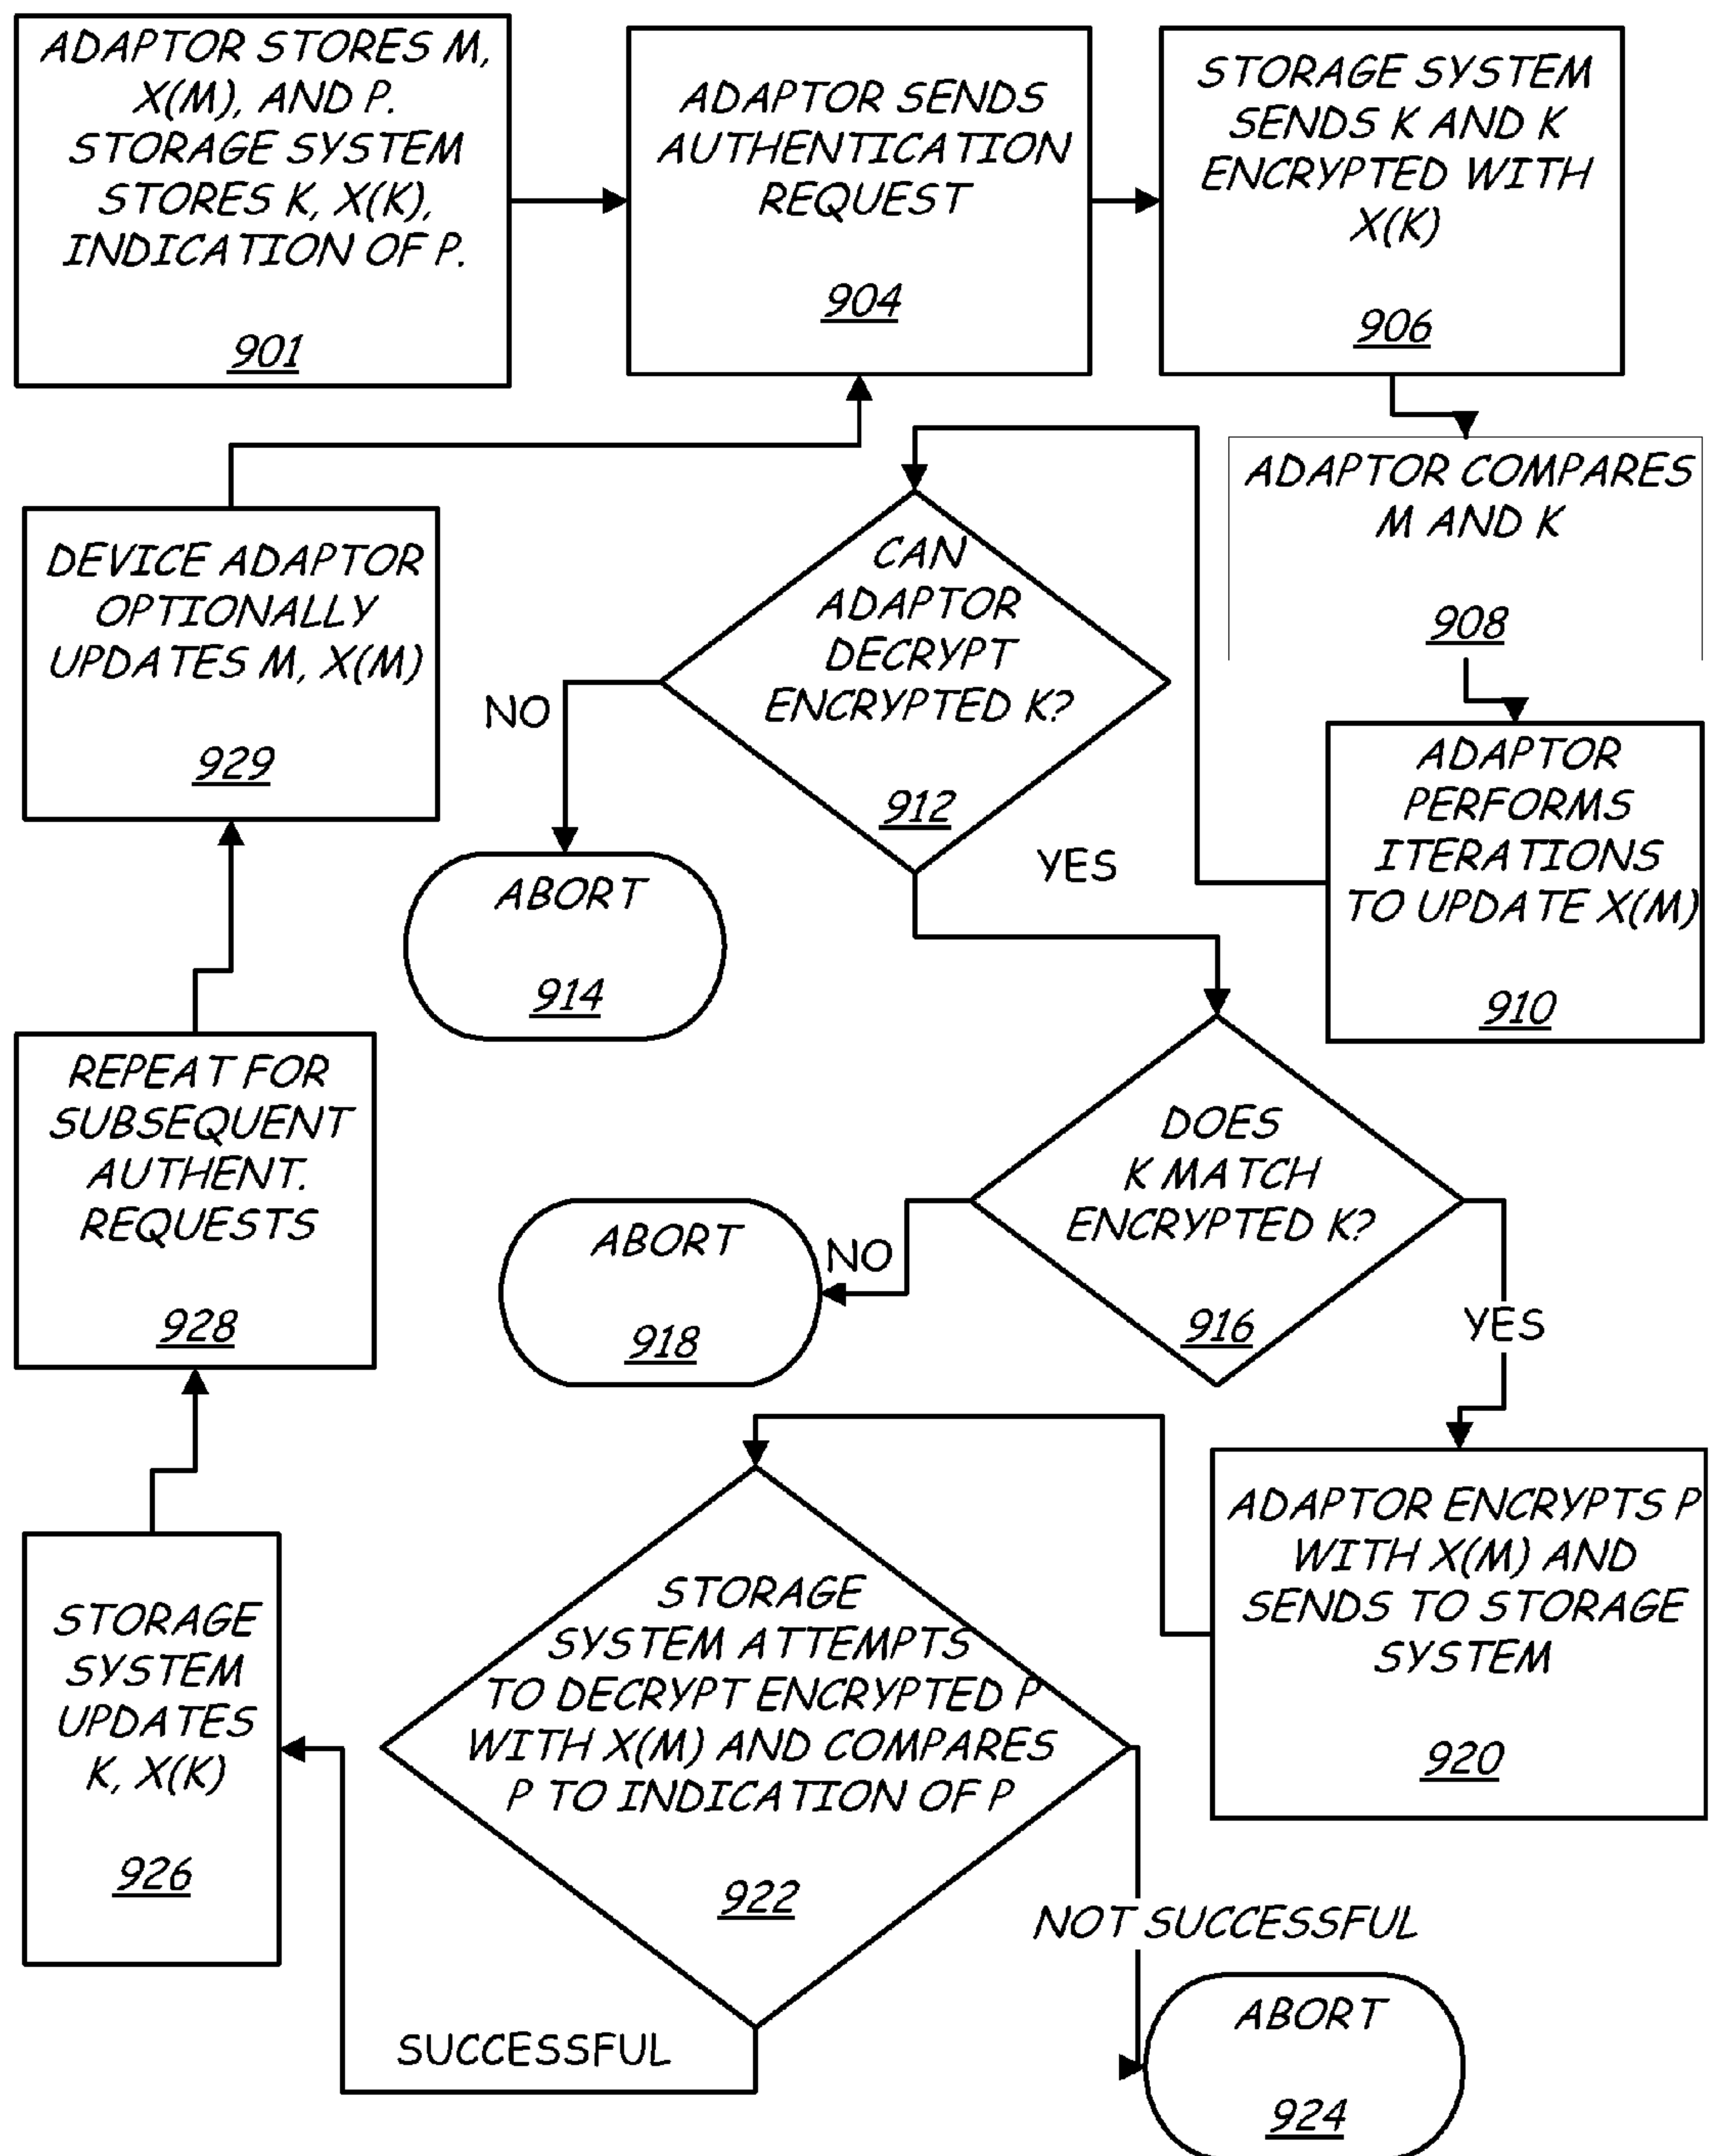 ADAPTOR STORES M,
X(M), AND P.
STORAGE SYSTEM
STORES K, X(K),
INDICATION OF P.
901
ADAPTOR SENDS
AUTHENTICATION
REQUEST
904
STORAGE SYSTEM
SENDS K AND K
ENCRYPTED WITH
X(K)
906
ADAPTOR COMPARES
M AND K
908
ADAPTOR
PERFORMS
ITERATIONS
TO UPDATE X(M)
910
CAN
ADAPTOR
DECRYPT
ENCRYPTED K?
912
NO
YES
ABORT
914
DOES
K MATCH
ENCRYPTED K?
916
NO
YES
ABORT
918
ADAPTOR ENCRYPTS P
WITH X(M) AND
SENDS TO STORAGE
SYSTEM
920
STORAGE
SYSTEM ATTEMPTS
TO DECRYPT ENCRYPTED P
WITH X(M) AND COMPARES
P TO INDICATION OF P
922
NOT SUCCESSFUL
SUCCESSFUL
ABORT
924
STORAGE
SYSTEM
UPDATES
K, X(K)
926
REPEAT FOR
SUBSEQUENT
AUTHENT.
REQUESTS
928
DEVICE ADAPTOR
OPTIONALLY
UPDATES M, X(M)
929